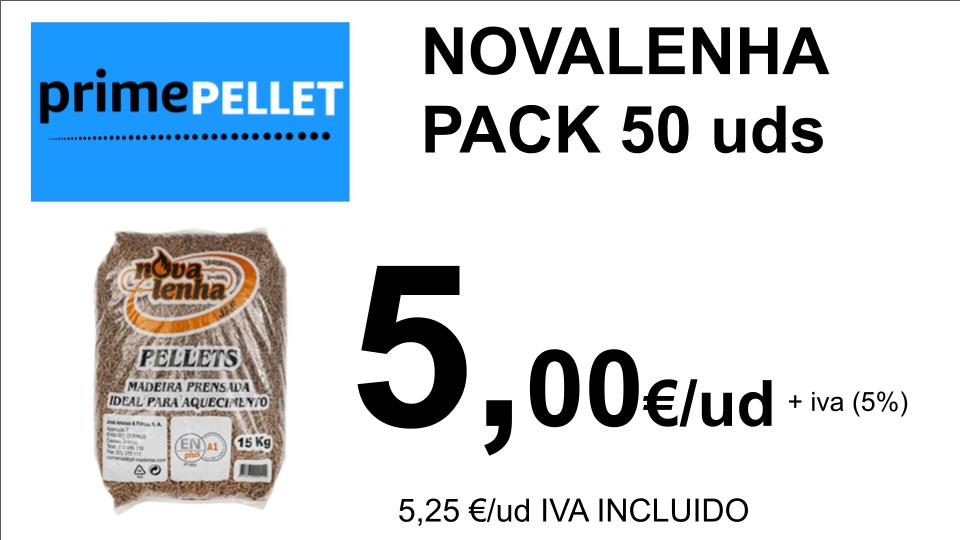 primePELLET
NOVALENHA
PACK 50 uds
nova
lenha
PELLETS
MADEIRA PRENSADA
IDEAL PARA AQUECIMENTO
15 Kg
EN
plus
A1
5,00€/ud + iva (5%)
5,25 €/ud IVA INCLUIDO